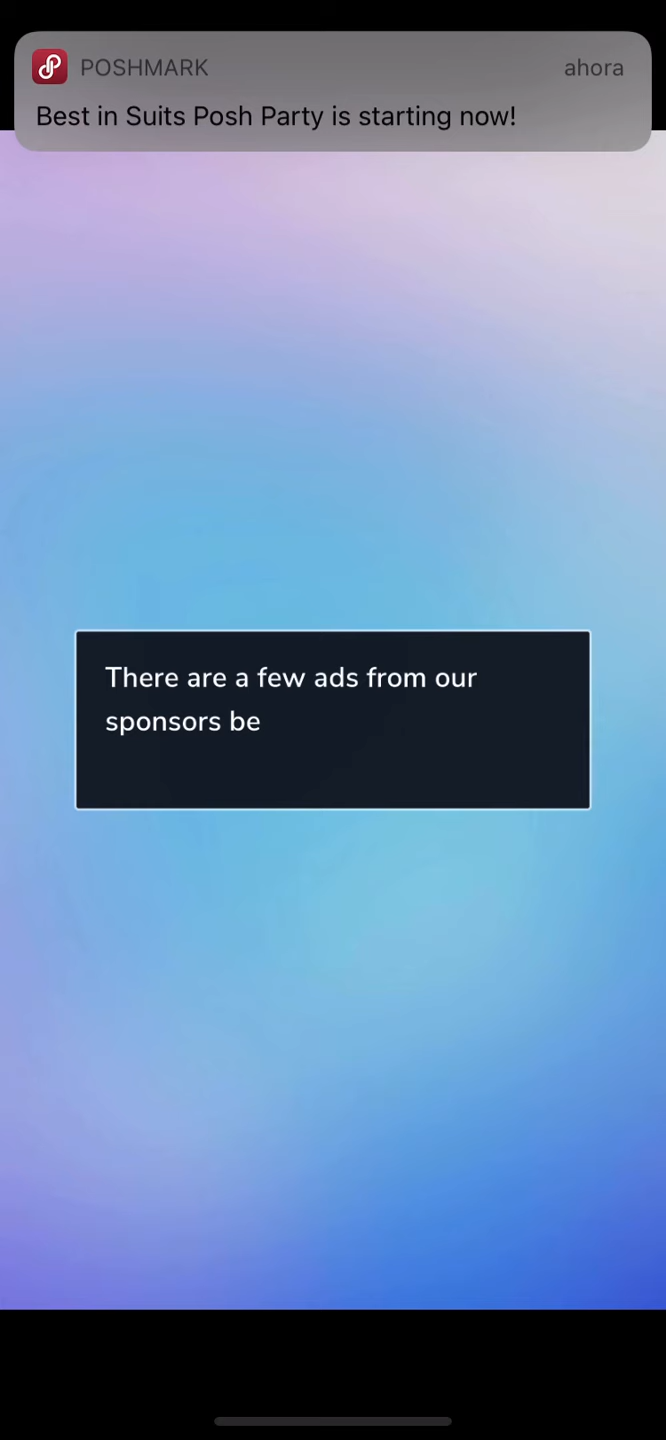 POSHMARK
ahora
Best in Suits Posh Party is starting now!
There are a few ads from our
sponsors be